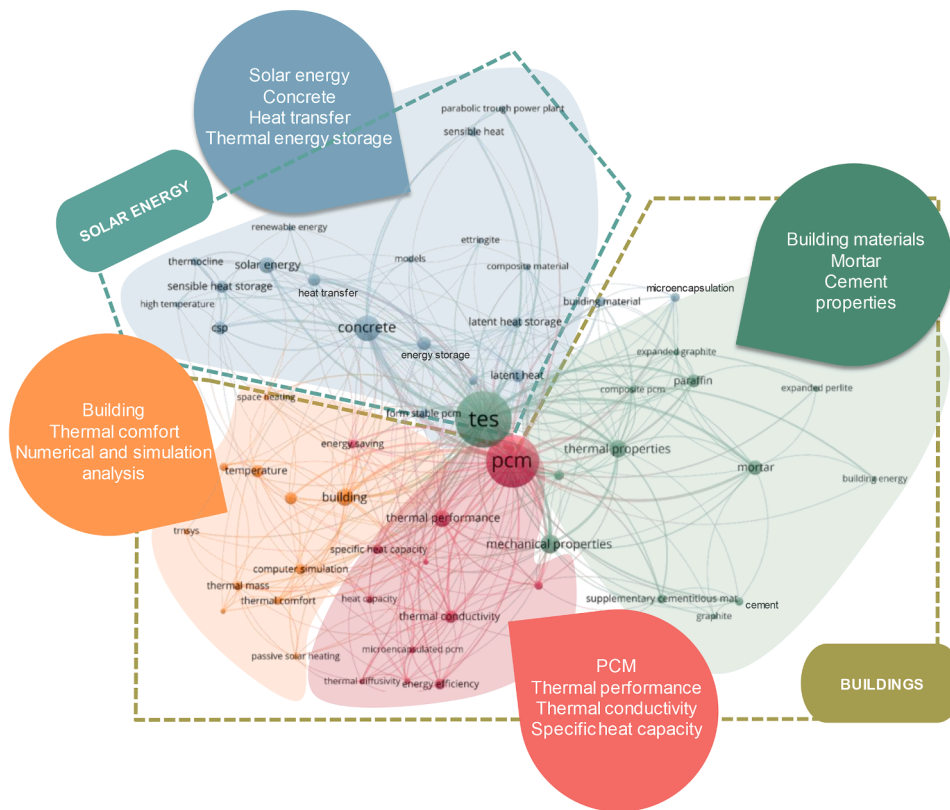 Solar energy
Concrete
Heat transfer
Thermal energy storage
parabolic trough power plant
sensible heat
SOLAR ENERGY
renewable energy
ettringite
thermocline
solar energy
models
composite material
sensible heat storage
heat transfer
high temperature
csp
concrete
latent heat storage
energy storage
latent heat
Building materials
Mortar
Cement
properties
microencapsulation
building material
expanded graphite
paraffin
composite pcm
expanded perlite
Building
Thermal comfort
Numerical and simulation
analysis
space heating
form stable pcm
tes
energy saving
pcm
thermal properties
temperature
mortar
building energy
building
thermal performance
trnsys
specific heat capacity
mechanical properties
computer simulation
thermal mass
thermal comfort
heat capacity
thermal conductivity
supplementary cementitious mat
cement
graphite
passive solar heating
microencapsulated pcm
thermal diffusivity
energy efficiency
PCM
Thermal performance
Thermal conductivity
Specific heat capacity
BUILDINGS